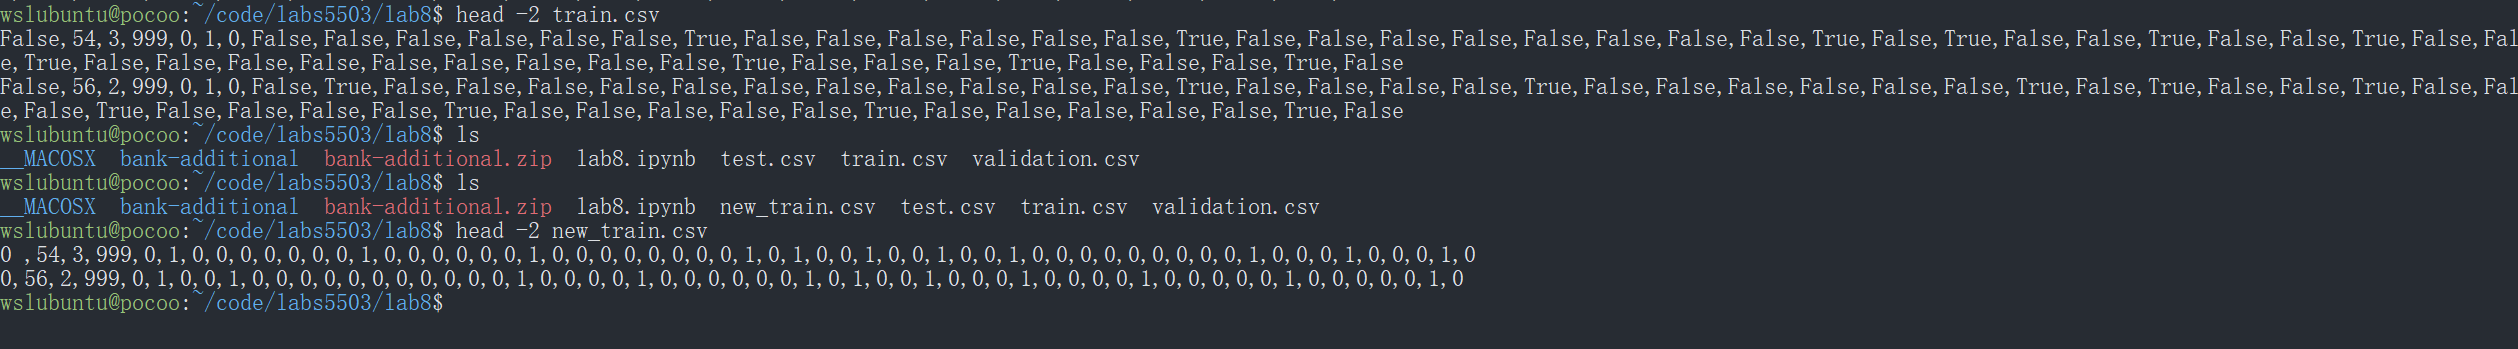 wslubuntu@pocoo:~/code/labs5503/lab8$ head -2 train.csv
False,54,3,999,0,1,0,False,False,False,False,False,False,True,False,False,False,False,False,False,True,False,False,False,False,False,False,False,False,True,False,True,False,False,True,False,False,True,False,Fal
e,True,False,False,False,False,False,False,False,False,False,True,False,False,False,True,False,False,False,True,False
False,56,2,999,0,1,0,False,True,False,False,False,False,False,False,False,False,False,False,False,True,False,False,False,False,True,False,False,False,False,False,False,True,False,True,False,False,True,False,Fal
e,False,True,False,False,False,False,True,False,False,False,False,False,True,False,False,False,False,False,True,False
wslubuntu@pocoo:~/code/labs5503/lab8$ ls
__MACOSX bank-additional bank-additional.zip lab8.ipynb test.csv train.csv validation.csv
wslubuntu@pocoo:~/code/labs5503/lab8$ ls
__MACOSX bank-additional bank-additional.zip lab8.ipynb new_train.csv test.csv train.csv validation.csv
wslubuntu@pocoo:~/code/labs5503/lab8$ head -2 new_train.csv
0 ,54,3,999,0,1,0,0,0,0,0,0,0,1,0,0,0,0,0,0,1,0,0,0,0,0,0,0,0,1,0,1,0,0,1,0,0,1,0,0,1,0,0,0,0,0,0,0,0,0,1,0,0,0,1,0,0,0,1,0
0,56,2,999,0,1,0,0,1,0,0,0,0,0,0,0,0,0,0,0,1,0,0,0,0,1,0,0,0,0,0,0,1,0,1,0,0,1,0,0,0,1,0,0,0,0,1,0,0,0,0,0,1,0,0,0,0,0,1,0
wslubuntu@pocoo:~/code/labs5503/lab8$